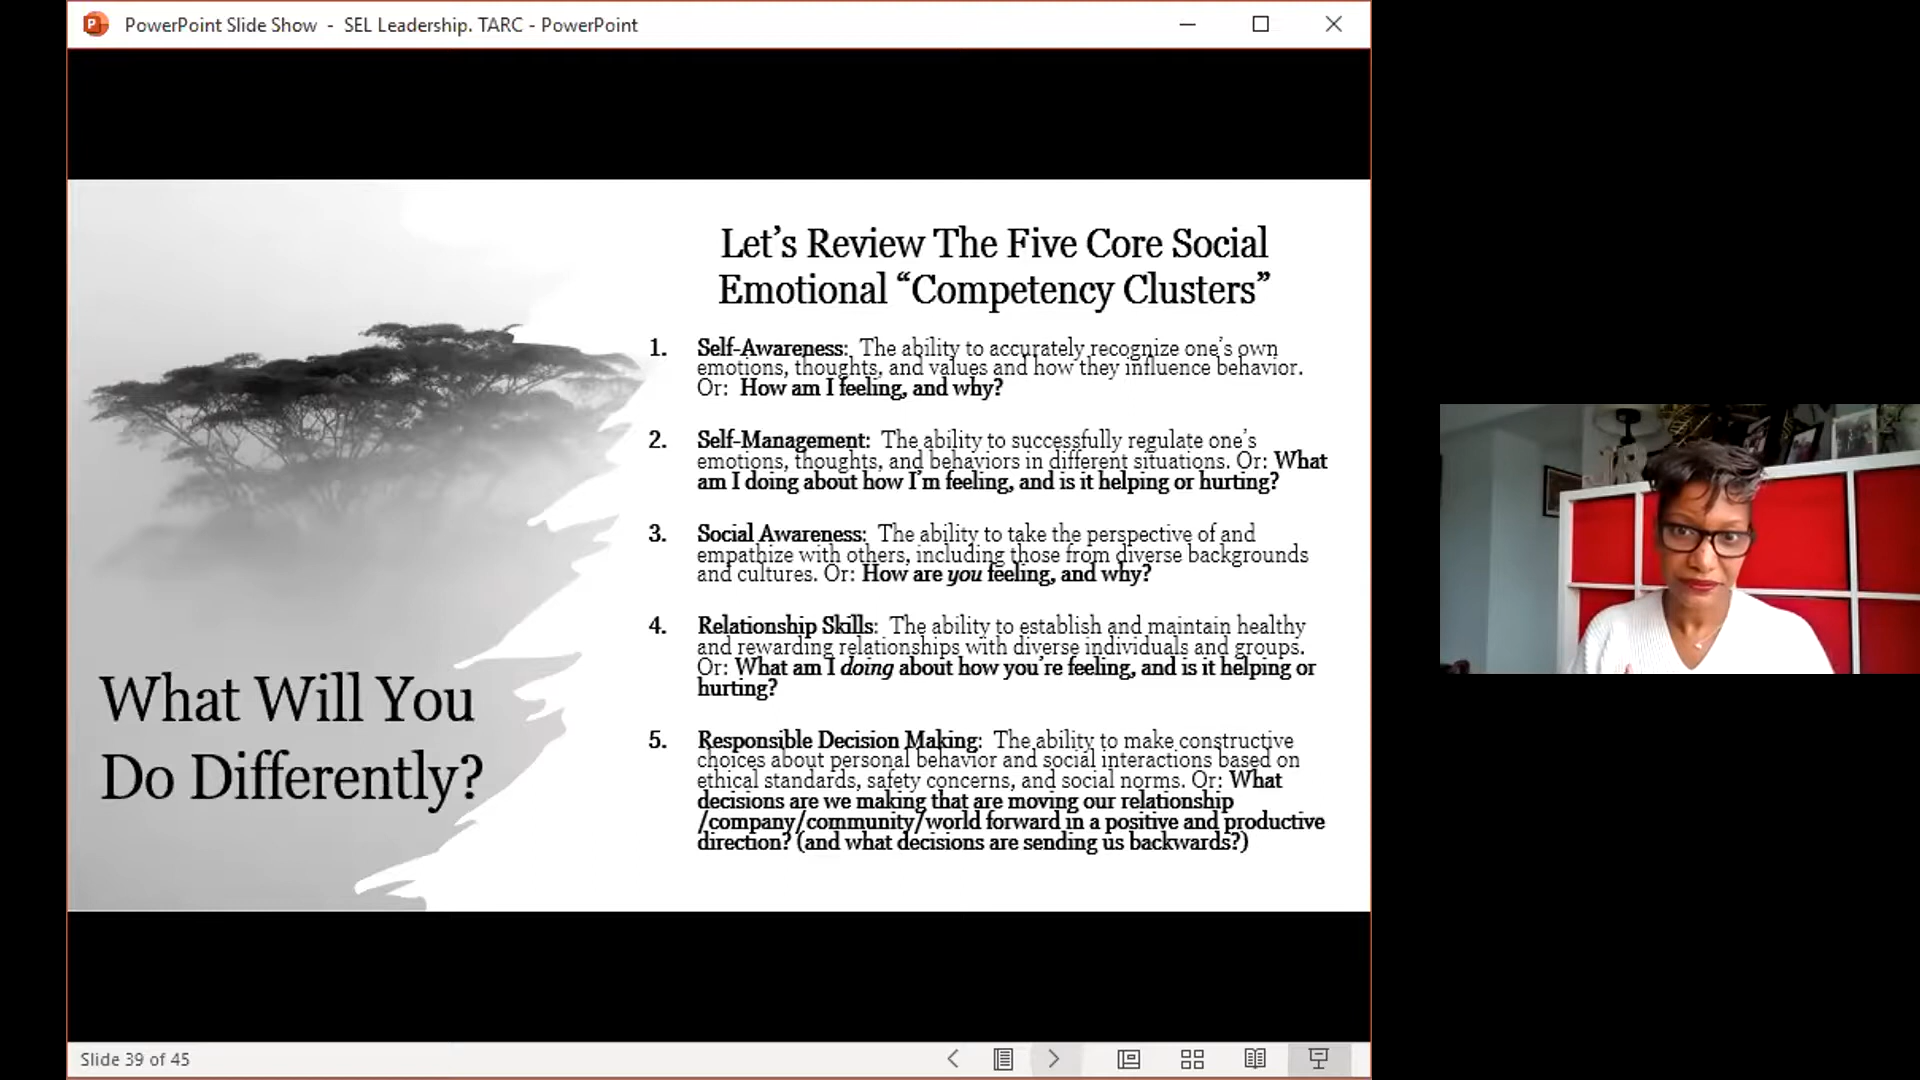 PowerPoint Slide Show - SEL Leadership. TARC - PowerPoint
Let’s Review The Five Core Social
Emotional “Competency Clusters”
1. Self-Awareness: The ability to accurately recognize one’s own
emotions, thoughts, and values and how they influence behavior.
Or: How am I feeling, and why?
2. Self-Management: The ability to successfully regulate one’s
emotions, thoughts, and behaviors in different situations. Or: What
am I doing about how I’m feeling, and is it helping or hurting?
3. Social Awareness: The ability to take the perspective of and
empathize with others, including those from diverse backgrounds
and cultures. Or: How are you feeling, and why?
4. Relationship Skills: The ability to establish and maintain healthy
and rewarding relationships with diverse individuals and groups.
Or: What am I doing about how you’re feeling, and is it helping or
hurting?
5. Responsible Decision Making: The ability to make constructive
choices about personal behavior and social interactions based on
ethical standards, safety concerns, and social norms. Or: What
decisions are we making that are moving our relationship
/company/community/world forward in a positive and productive
direction? (and what decisions are sending us backwards?)
What Will You
Do Differently?
Slide 39 of 45